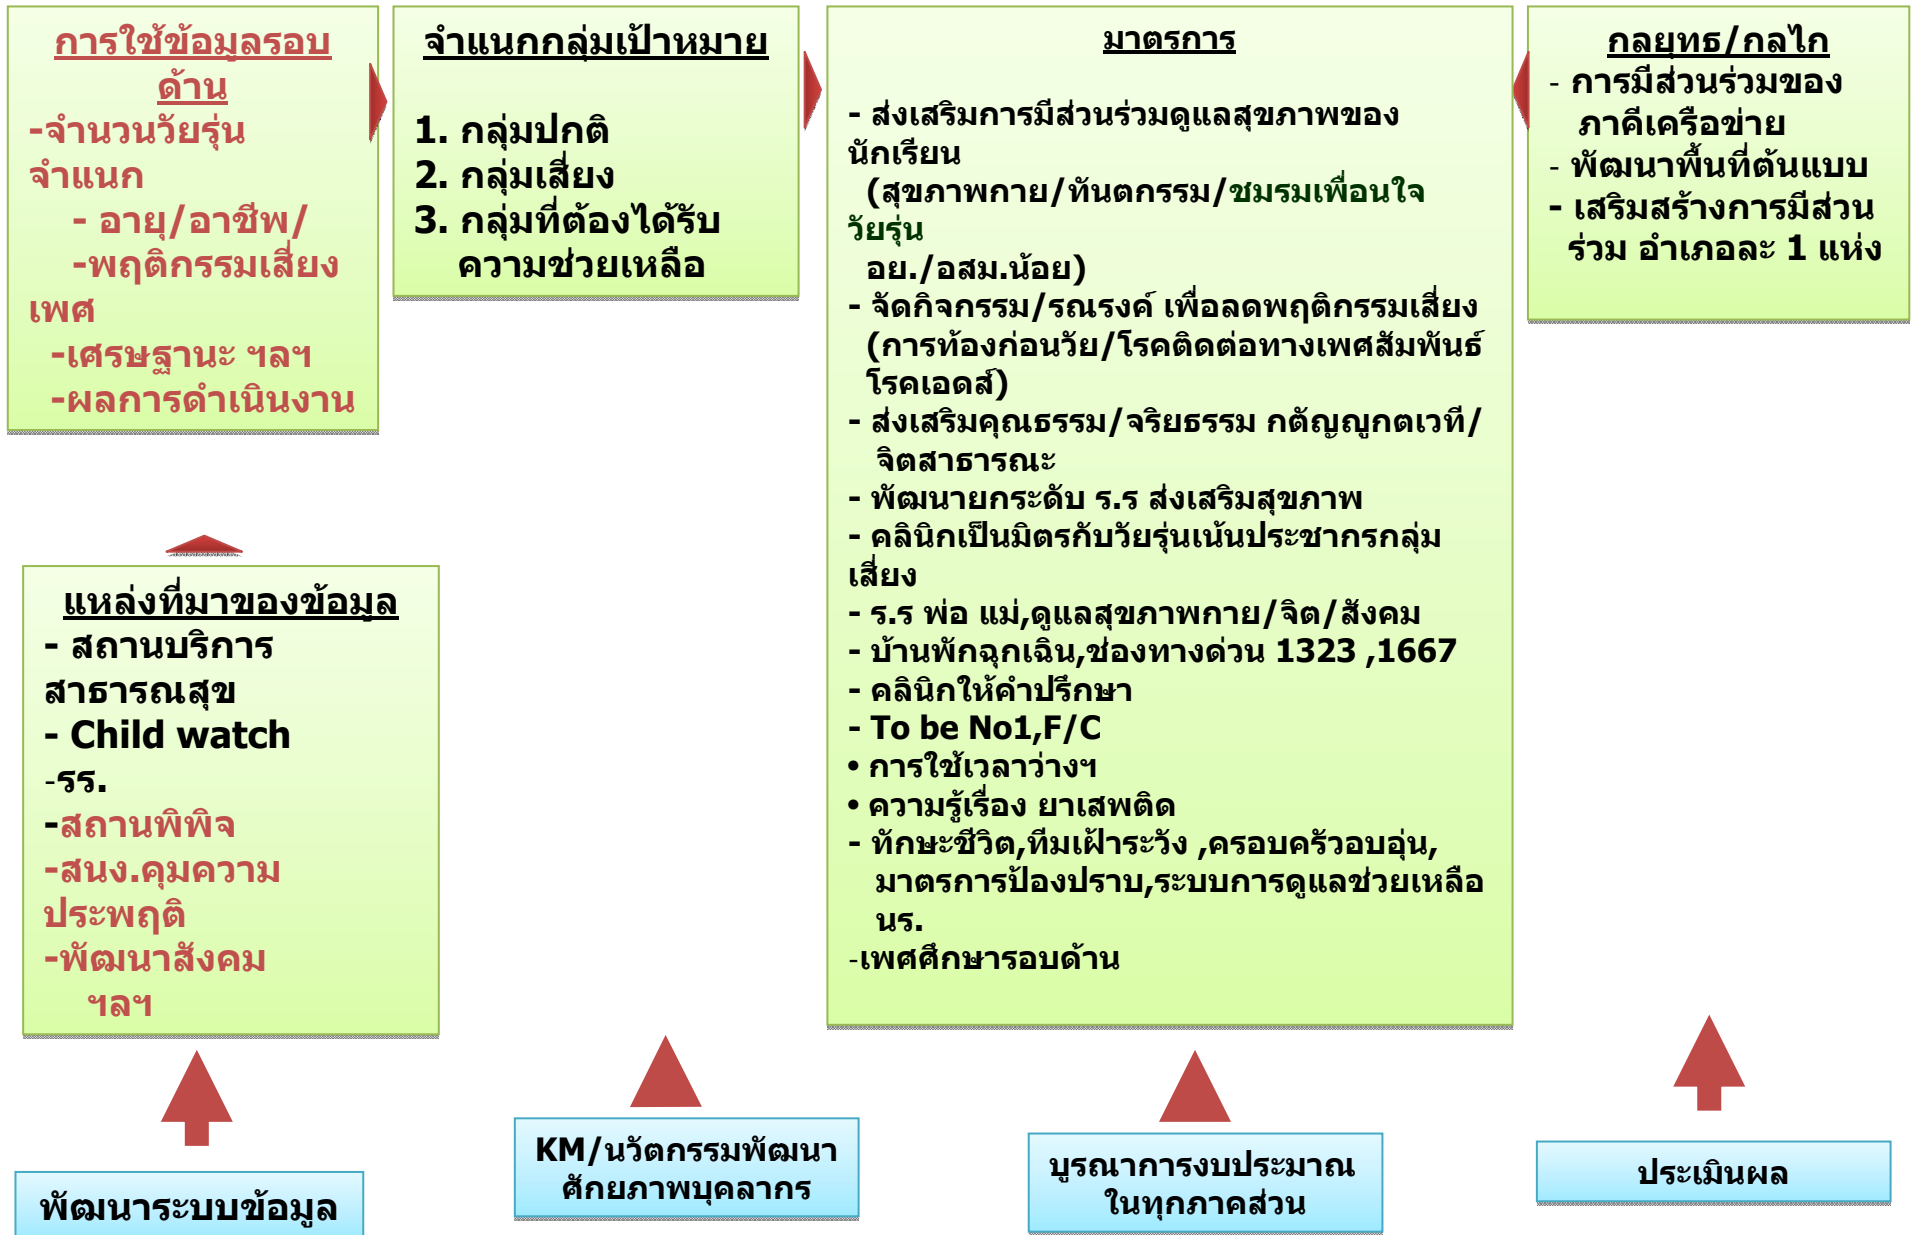 การใช้ข้อมูลรอบ
ด้าน
-จำนวนวัยรุ่น
จำแนก
- อายุ/อาชีพ/
-พฤติกรรมเสี่ยง
เพศ
-เศรษฐานะ ฯลฯ
-ผลการดำเนินงาน
จำแนกกลุ่มเป้าหมาย
1. กลุ่มปกติ
2. กลุ่มเสี่ยง
3. กลุ่มที่ต้องได้รับ
ความช่วยเหลือ
มาตรการ
- ส่งเสริมการมีส่วนร่วมดูแลสุขภาพของ
นักเรียน
(สุขภาพกาย/ทันตกรรม/ชมรมเพื่อนใจ
วัยรุ่น
อย./อสม.น้อย)
- จัดกิจกรรม/รณรงค์ เพื่อลดพฤติกรรมเสี่ยง
(การท้องก่อนวัย/โรคติดต่อทางเพศสัมพันธ์
โรคเอดส์)
- ส่งเสริมคุณธรรม/จริยธรรม กตัญญูกตเวที/
จิตสาธารณะ
- พัฒนายกระดับ ร.ร ส่งเสริมสุขภาพ
- คลินิกเป็นมิตรกับวัยรุ่นเน้นประชากรกลุ่ม
เสี่ยง
- ร.ร พ่อ แม่,ดูแลสุขภาพกาย/จิต/สังคม
- บ้านพักฉุกเฉิน,ช่องทางด่วน 1323 ,1667
- คลินิกให้คำปรึกษา
- To be No1,F/C
• การใช้เวลาว่างฯ
• ความรู้เรื่อง ยาเสพติด
- ทักษะชีวิต,ทีมเฝ้าระวัง ,ครอบครัวอบอุ่น,
มาตรการป้องปราบ,ระบบการดูแลช่วยเหลือ
นร.
-เพศศึกษารอบด้าน
กลยุทธ/กลไก
- การมีส่วนร่วมของ
ภาคีเครือข่าย
- พัฒนาพื้นที่ต้นแบบ
- เสริมสร้างการมีส่วน
ร่วม อำเภอละ 1 แห่ง
แหล่งที่มาของข้อมูล
- สถานบริการ
สาธารณสุข
- Child watch
-รร.
-สถานพิพิจ
-สนง.คุมความ
ประพฤติ
-พัฒนาสังคม
ฯลฯ
พัฒนาระบบข้อมูล
KM/นวัตกรรมพัฒนา
ศักยภาพบุคลากร
บูรณาการงบประมาณ
ในทุกภาคส่วน
ประเมินผล